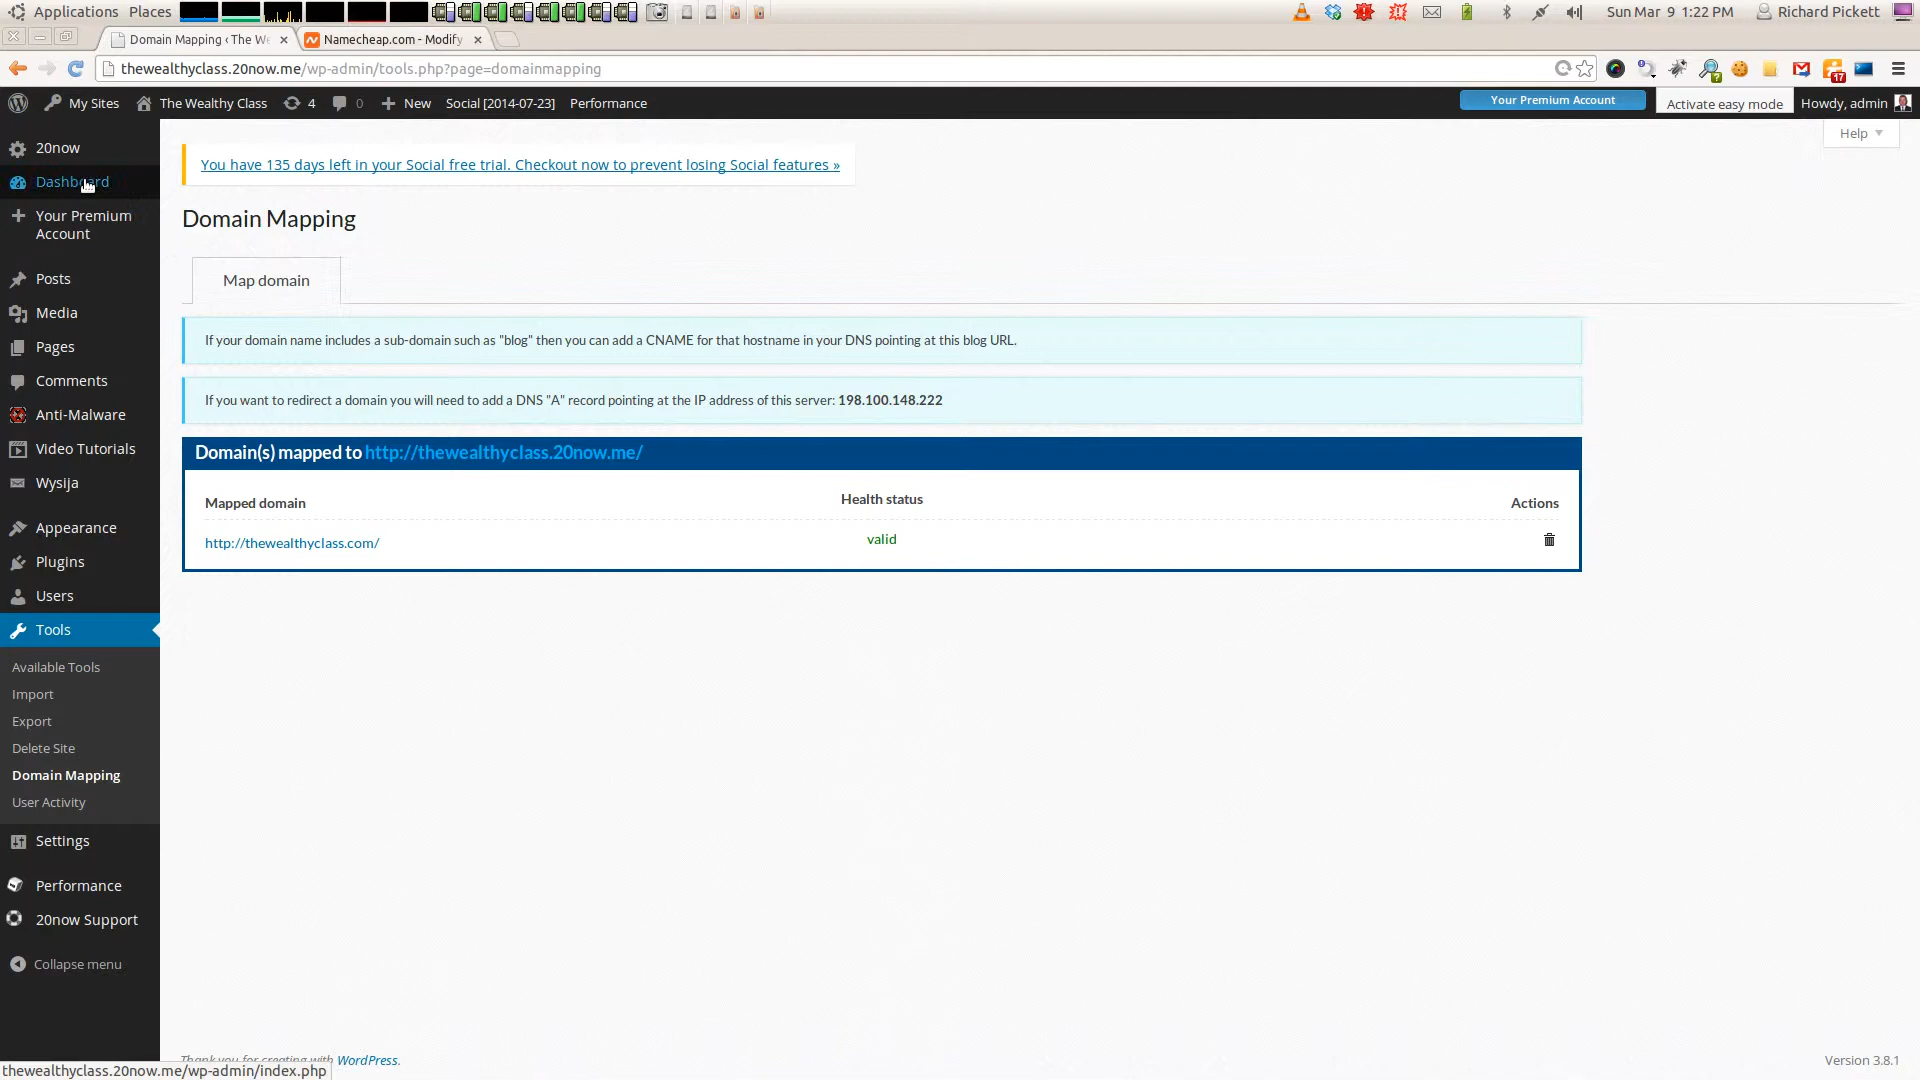 Applications Places
Sun Mar 9 1:22 PM Richard Pickett
Domain Mapping ‹ The We
Namecheap.com - Modify
thewealthyclass.20now.me/wp-admin/tools.php?page=domainmapping
17
My Sites The Wealthy Class 4 0 New Social [2014-07-23] Performance
Your Premium Account
Activate easy mode
Howdy, admin
Help
20now
Dashboard
Your Premium
Account
Posts
Media
Pages
Comments
Anti-Malware
Video Tutorials
Wysija
Appearance
Plugins
Users
Tools
Available Tools
Import
Export
Delete Site
Domain Mapping
User Activity
Settings
Performance
20now Support
Collapse menu
You have 135 days left in your Social free trial. Checkout now to prevent losing Social features »
Domain Mapping
Map domain
If your domain name includes a sub-domain such as "blog" then you can add a CNAME for that hostname in your DNS pointing at this blog URL.
If you want to redirect a domain you will need to add a DNS "A" record pointing at the IP address of this server: 198.100.148.222
Domain(s) mapped to http://thewealthyclass.20now.me/
Mapped domain Health status Actions
http://thewealthyclass.com/ valid
Thank you for creating with WordPress.
Version 3.8.1
thewealthyclass.20now.me/wp-admin/index.php